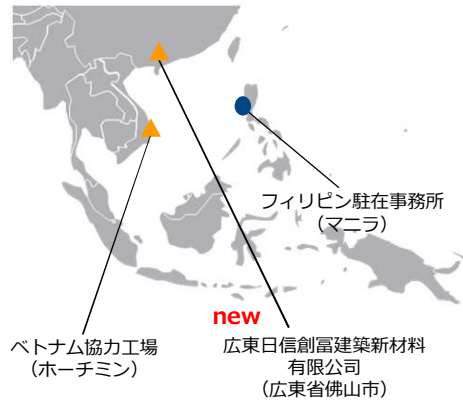 フィリピン駐在事務所
（マニラ）
new
ベトナム協力工場
（ホーチミン）
広東日信創冨建築新材料
有限公司
（広東省佛山市）